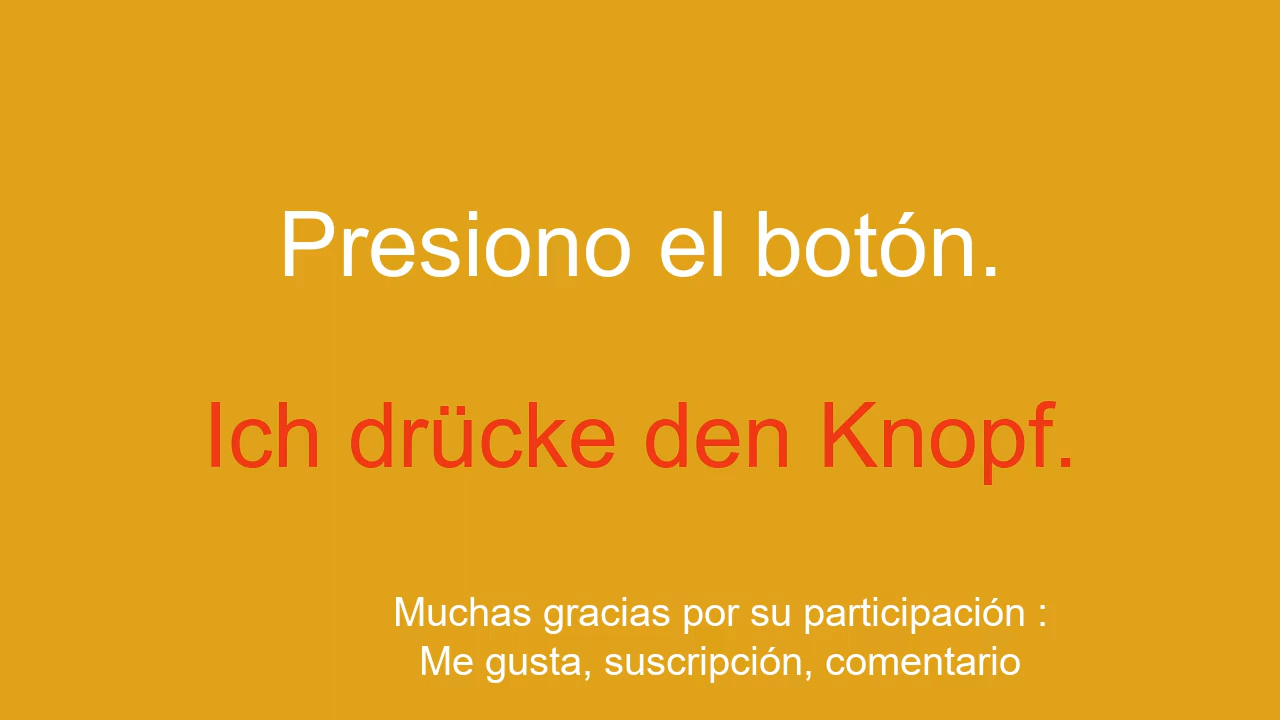 Presiono el botón.
Ich drücke den Knopf.
Muchas gracias por su participación :
Me gusta, suscripción, comentario